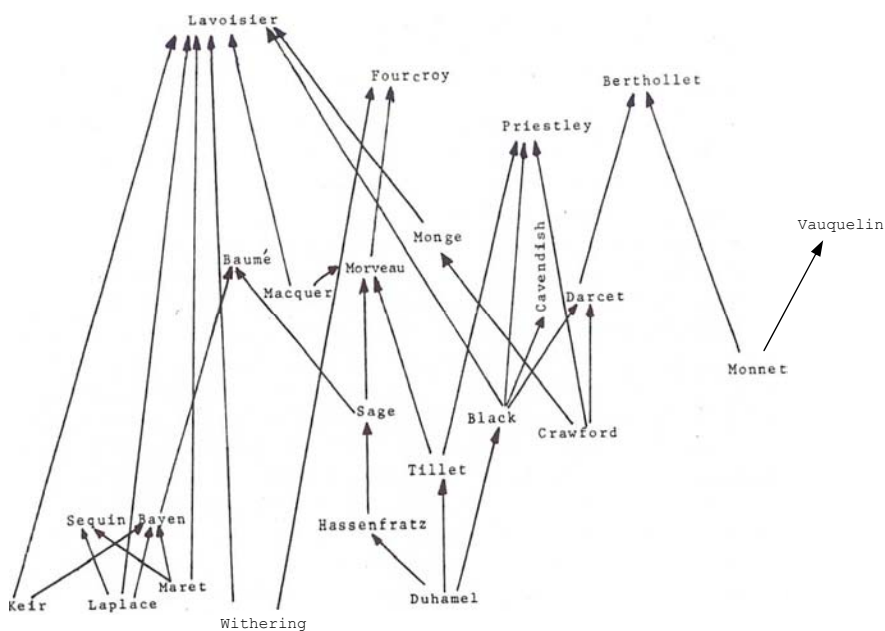 Lavoisier
Fourcroy
Berthollet
Priestley
Vauquelin
Monge
Cavendish
Baumé
Morveau
Macquer
Darcet
Monnet
Sage
Black
Crawford
Tillet
Sequin Bayen
Hassenfratz
Maret
Keir
Laplace
Duhamel
Withering